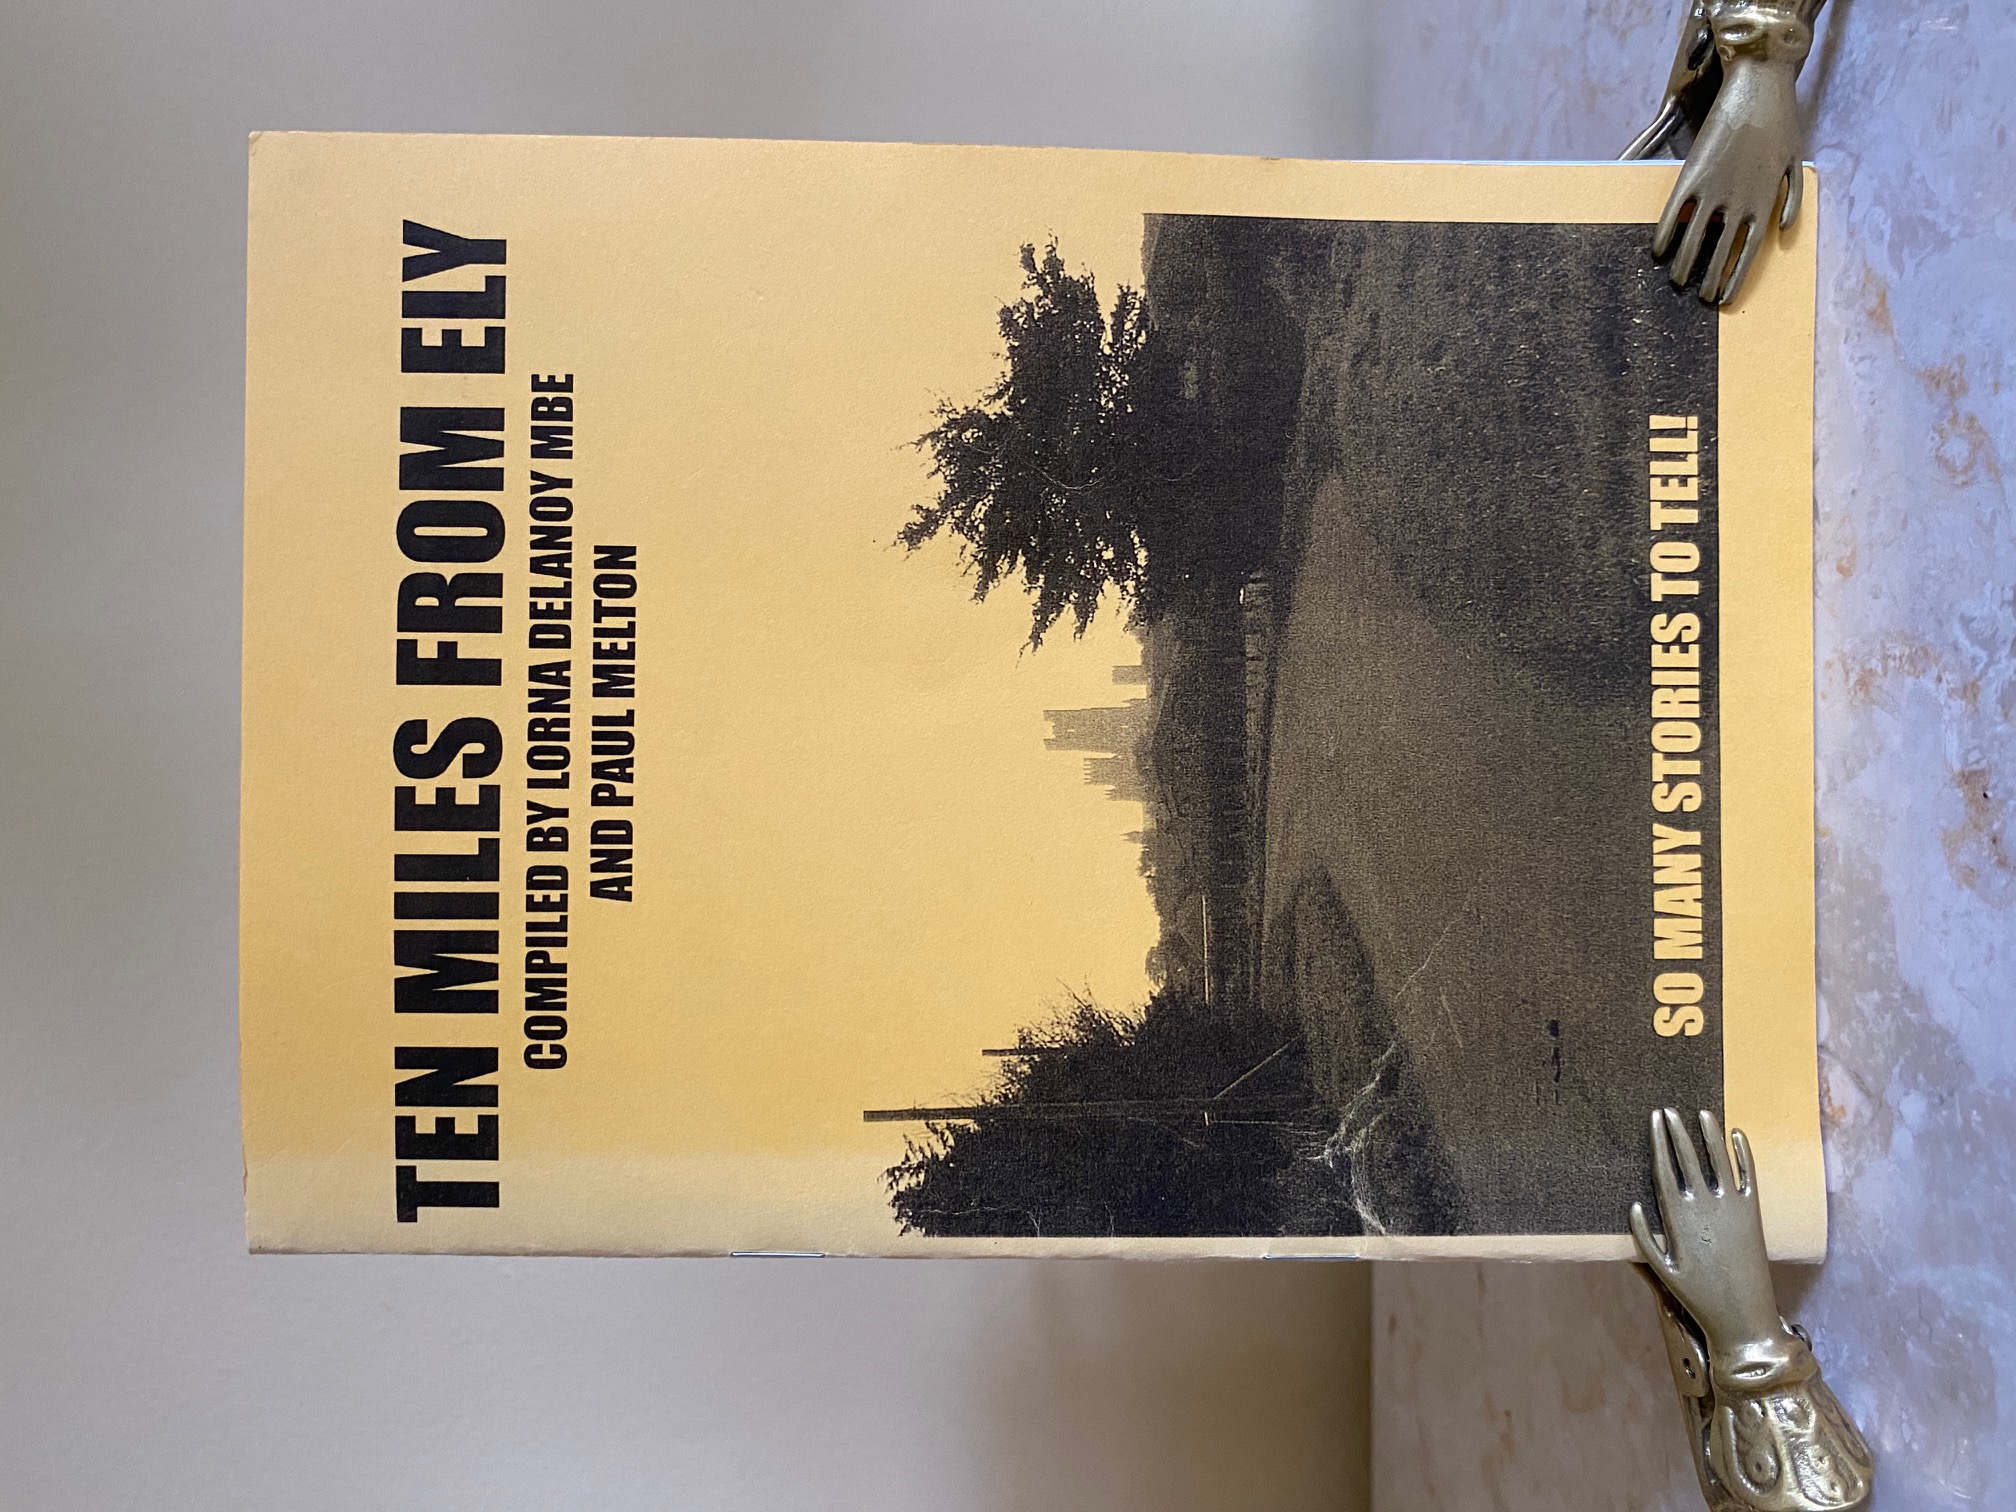 TEN MILES FROM ELY
COMPILED BY LORNA DELANOY MBE
AND PAUL MELTON
SO MANY STORIES TO TELL!